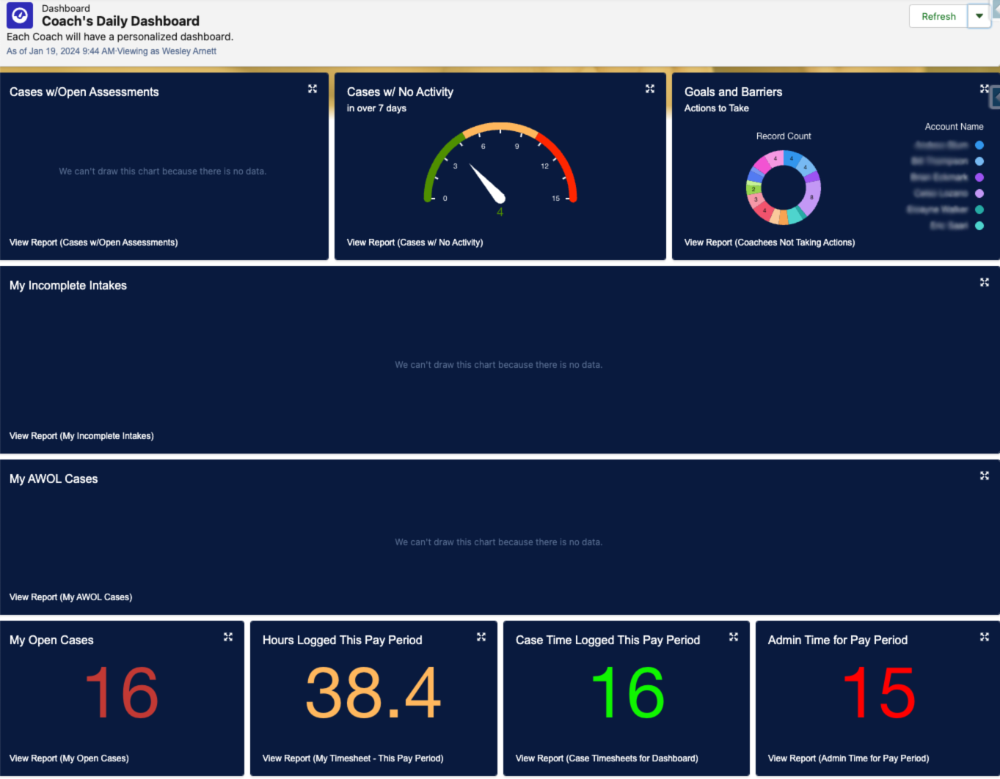 Dashboard
Coach's Daily Dashboard
Each Coach will have a personalized dashboard.
As of Jan 19, 2024 9:44 AM·Viewing as Wesley Arnett
Refresh
Cases w/Open Assessments
We can't draw this chart because there is no data.
View Report (Cases w/Open Assessments)
Cases w/ No Activity
in over 7 days
0
3
6
9
12
15
4
View Report (Cases w/ No Activity)
Goals and Barriers
Actions to Take
Record Count
4
4
4
8
4
3
2
Account Name
View Report (Coachees Not Taking Actions)
My Incomplete Intakes
We can't draw this chart because there is no data.
View Report (My Incomplete Intakes)
My AWOL Cases
We can't draw this chart because there is no data.
View Report (My AWOL Cases)
My Open Cases
16
View Report (My Open Cases)
Hours Logged This Pay Period
38.4
View Report (My Timesheet - This Pay Period)
Case Time Logged This Pay Period
16
View Report (Case Timesheets for Dashboard)
Admin Time for Pay Period
15
View Report (Admin Time for Pay Period)